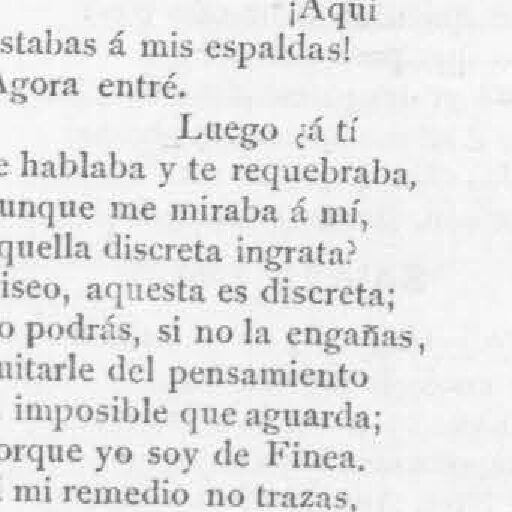 ¡Aquí
stabas á mis espaldas!
Agora entré.
Luego ¿á tí
e hablaba y te requebraba,
unque me miraba á mí,
quella discreta ingrata?
iseo, aquesta es discreta;
o podrás, si no la engañas,
uitarle del pensamiento
imposible que aguarda;
orque yo soy de Finea.
mi remedio no trazas,